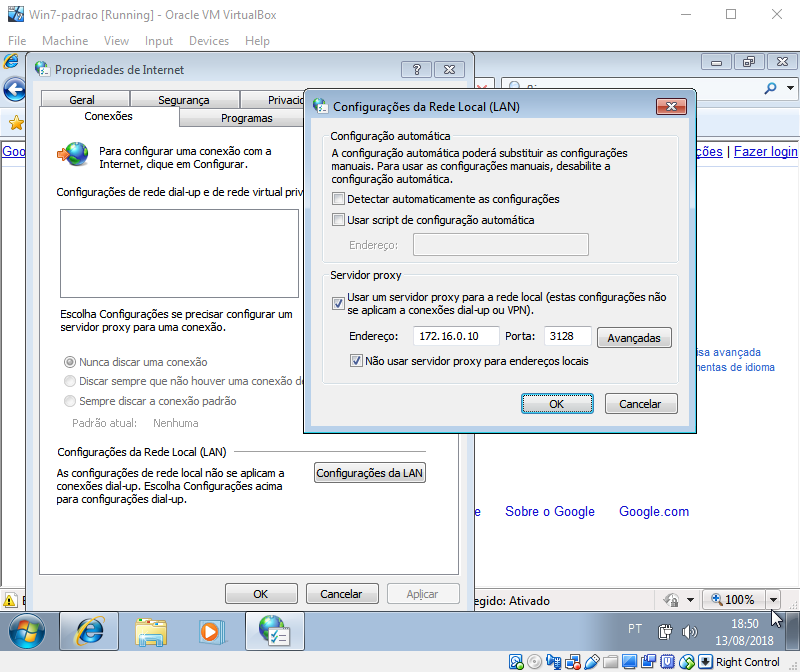 Win7-padrao [Running] - Oracle VM VirtualBox
File Machine View Input Devices Help
Propriedades de Internet
Geral Segurança
Conexões Programas
Para configurar uma conexão com a
Internet, clique em Configurar.
Configurações de rede dial-up e de rede virtual
Escolha Configurações se precisar configurar um
servidor proxy para uma conexão.
Nunca discar uma conexão
Discar sempre que não houver uma conexão
Sempre discar a conexão padrão
Padrão atual: Nenhuma
Configurações da Rede Local (LAN)
As configurações de rede local não se aplicam a
conexões dial-up. Escolha Configurações acima
para configurações dial-up.
Configurações da LAN
OK Cancelar Aplicar
Configurações da Rede Local (LAN)
Configuração automática
A configuração automática poderá substituir as configurações
manuais. Para usar as configurações manuais, desabilite a
configuração automática.
Detectar automaticamente as configurações
Usar script de configuração automática
Endereço:
Servidor proxy
Usar um servidor proxy para a rede local (estas configurações não
se aplicam a conexões dial-up ou VPN).
Endereço: 172.16.0.10 Porta: 3128 Avançadas
Não usar servidor proxy para endereços locais
OK Cancelar
ções | Fazer login
isa avançada
mentas de idioma
Sobre o Google Google.com
egido: Ativado
100%
PT
18:50
13/08/2018
Right Control